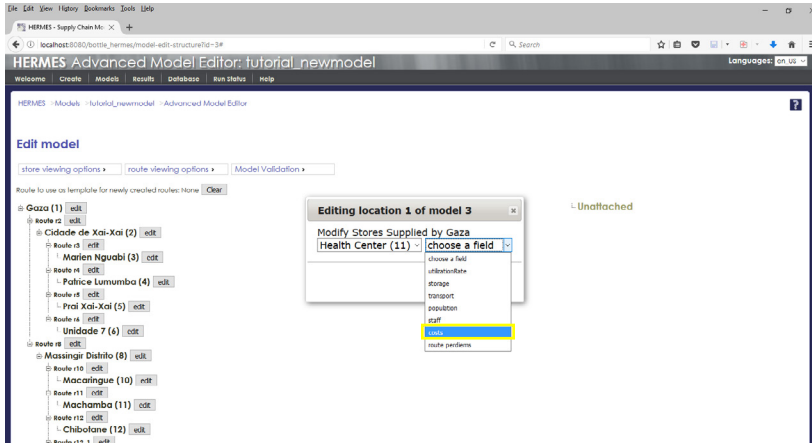 File Edit View History Bookmarks Tools Help
HERMES - Supply Chain Mo
localhost:8080/bottle_hermes/model-edit-structure?id=3#
Search
HERMES Advanced Model Editor: tutorial_newmodel
Languages: en_US
Welcome Create Models Results Database Run Status Help
HERMES >Models >tutorial_newmodel >Advanced Model Editor
?
Edit model
store viewing options route viewing options Model Validation
Route to use as template for newly created routes: None Clear
Gaza (1) edit
Route r2 edit
Cidade de Xai-Xai (2) edit
Route r3 edit
Marien Nguabi (3) edit
Route r4 edit
Patrice Lumumba (4) edit
Route r5 edit
Prai Xai-Xai (5) edit
Route r6 edit
Unidade 7 (6) edit
Route r8 edit
Massingir Distrito (8) edit
Route r10 edit
Macaringue (10) edit
Route r11 edit
Machamba (11) edit
Route r12 edit
Chibotane (12) edit
Route r12_1 edit
Editing location 1 of model 3
Modify Stores Supplied by Gaza
Health Center (11) choose a field
choose a field
utilizationRate
storage
transport
population
staff
costs
route perdiems
Unattached